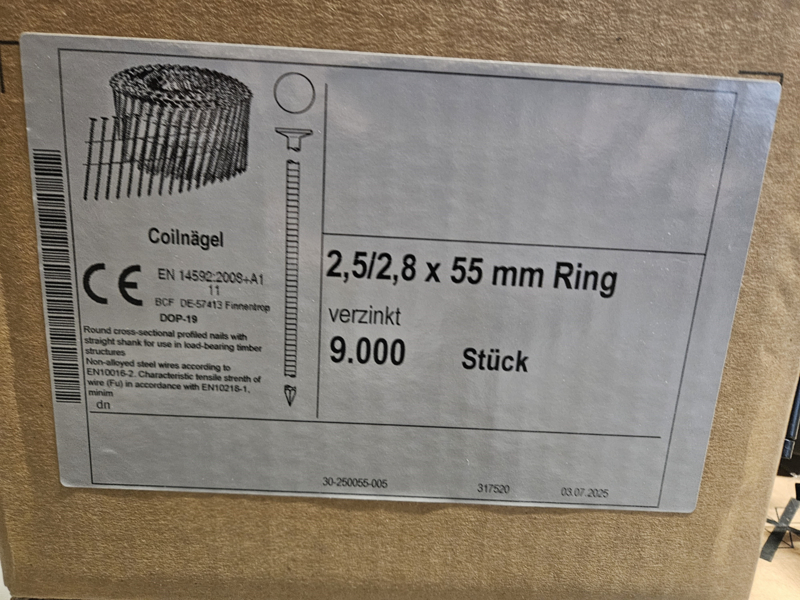 Coilnägel
CE
EN 14592:2008+A1
11
BCF DE-57413 Finnentrop
DOP-19
Round cross-sectional profiled nails with
straight shank for use in load-bearing timber
structures
Non-alloyed steel wires according to
EN10016-2. Characteristic tensile strenth of
wire (Fu) in accordance with EN10218-1,
minim
dn
2,5/2,8 x 55 mm Ring
verzinkt
9.000 Stück
30-250055-005 317520 03.07.2025